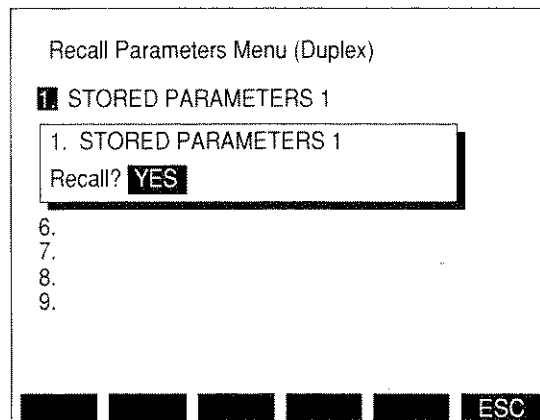 Recall Parameters Menu (Duplex)
1. STORED PARAMETERS 1
1. STORED PARAMETERS 1
Recall? YES
6.
7.
8.
9.
ESC